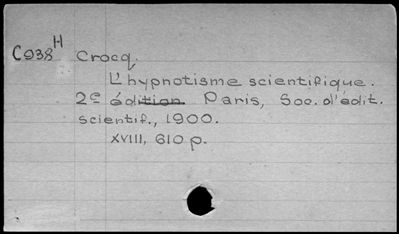 C938 H Crocq.
L'hypnotisme scientifique.
2e édition Paris, Soc. d'édit.
scientif., 1900.
XVIII, 610 p.